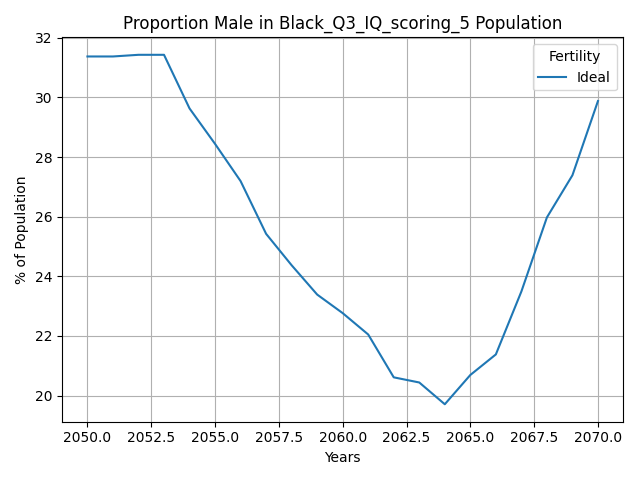 Proportion Male in Black_Q3_IQ_scoring_5 Population
Fertility
Ideal
% of Population
32
30
28
26
24
22
20
2050.0 2052.5 2055.0 2057.5 2060.0 2062.5 2065.0 2067.5 2070.0
Years